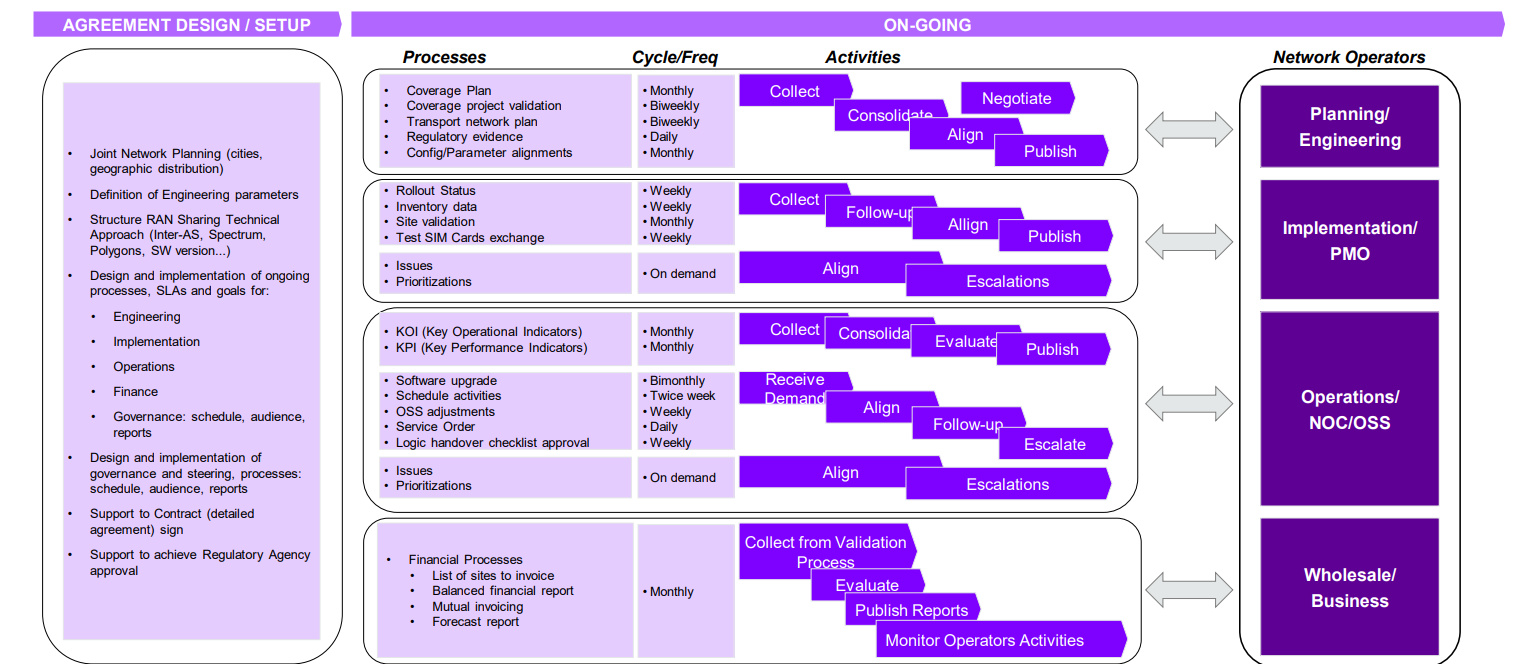 AGREEMENT DESIGN / SETUP
ON-GOING
• Joint Network Planning (cities,
geographic distribution)
• Definition of Engineering parameters
• Structure RAN Sharing Technical
Approach (Inter-AS, Spectrum,
Polygons, SW version...)
• Design and implementation of ongoing
processes, SLAs and goals for:
• Engineering
• Implementation
• Operations
• Finance
• Governance: schedule, audience,
reports
• Design and implementation of
governance and steering, processes:
schedule, audience, reports
• Support to Contract (detailed
agreement) sign
• Support to achieve Regulatory Agency
approval
Processes
Cycle/Freq
Activities
Network Operators
• Coverage Plan
• Coverage project validation
• Transport network plan
• Regulatory evidence
• Config/Parameter alignments
• Monthly
• Biweekly
• Biweekly
• Daily
• Monthly
Collect
Consolidate
Negotiate
Align
Publish
Planning/
Engineering
• Rollout Status
• Inventory data
• Site validation
• Test SIM Cards exchange
• Weekly
• Weekly
• Monthly
• Weekly
Collect
Follow-up
Allign
Publish
• Issues
• Prioritizations
• On demand
Align
Escalations
Implementation/
PMO
• KOI (Key Operational Indicators)
• KPI (Key Performance Indicators)
• Monthly
• Monthly
Collect
Consolida
Evaluate
Publish
• Software upgrade
• Schedule activities
• OSS adjustments
• Service Order
• Logic handover checklist approval
• Bimonthly
• Twice week
• Weekly
• Daily
• Weekly
Receive
Demand
Align
Follow-up
Escalate
• Issues
• Prioritizations
• On demand
Align
Escalations
Operations/
NOC/OSS
• Financial Processes
• List of sites to invoice
• Balanced financial report
• Mutual invoicing
• Forecast report
• Monthly
Collect from Validation
Process
Evaluate
Publish Reports
Monitor Operators Activities
Wholesale/
Business